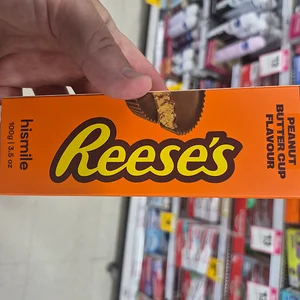 hismile
100g | 3.5 oz
Reese's
PEANUT
BUTTER CUP
FLAVOUR